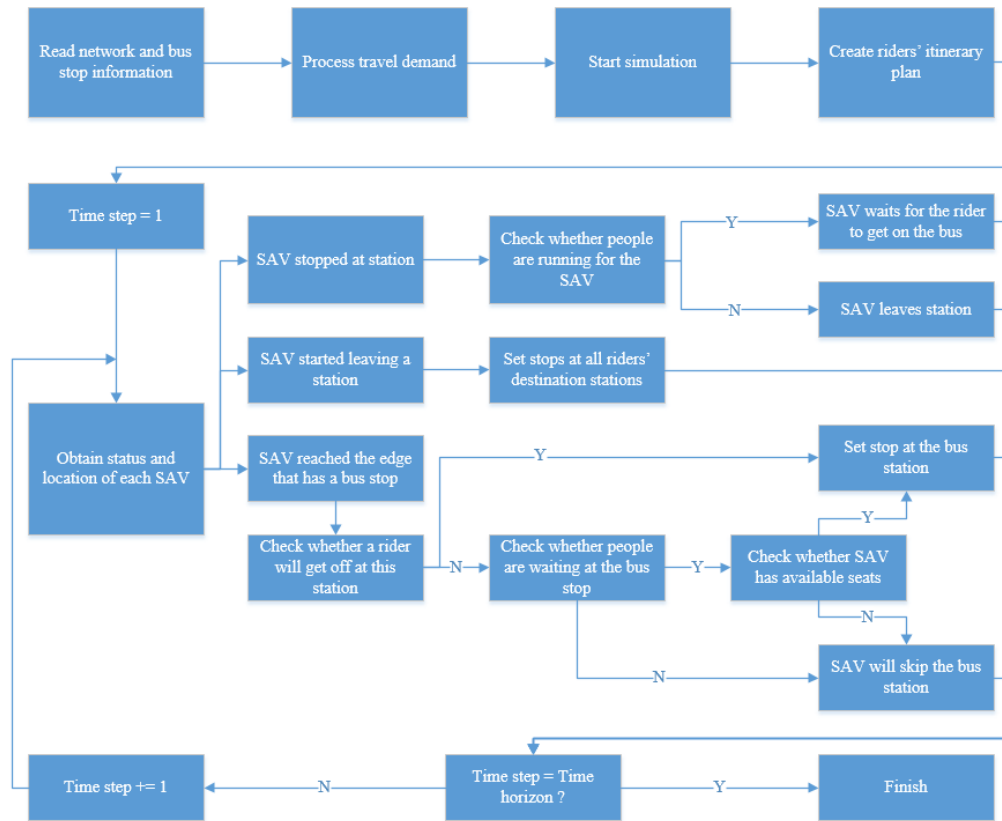 Read network and bus
stop information
Process travel demand
Start simulation
Create riders' itinerary
plan
Time step = 1
SAV stopped at station
Check whether people
are running for the
SAV
Y
SAV waits for the rider
to get on the bus
N
SAV leaves station
SAV started leaving a
station
Set stops at all riders'
destination stations
Obtain status and
location of each SAV
SAV reached the edge
that has a bus stop
Y
Set stop at the bus
station
Check whether a rider
will get off at this
station
N
Check whether people
are waiting at the bus
stop
Y
Check whether SAV
has available seats
Y
N
N
SAV will skip the bus
station
Time step += 1
N
Time step = Time
horizon ?
Y
Finish